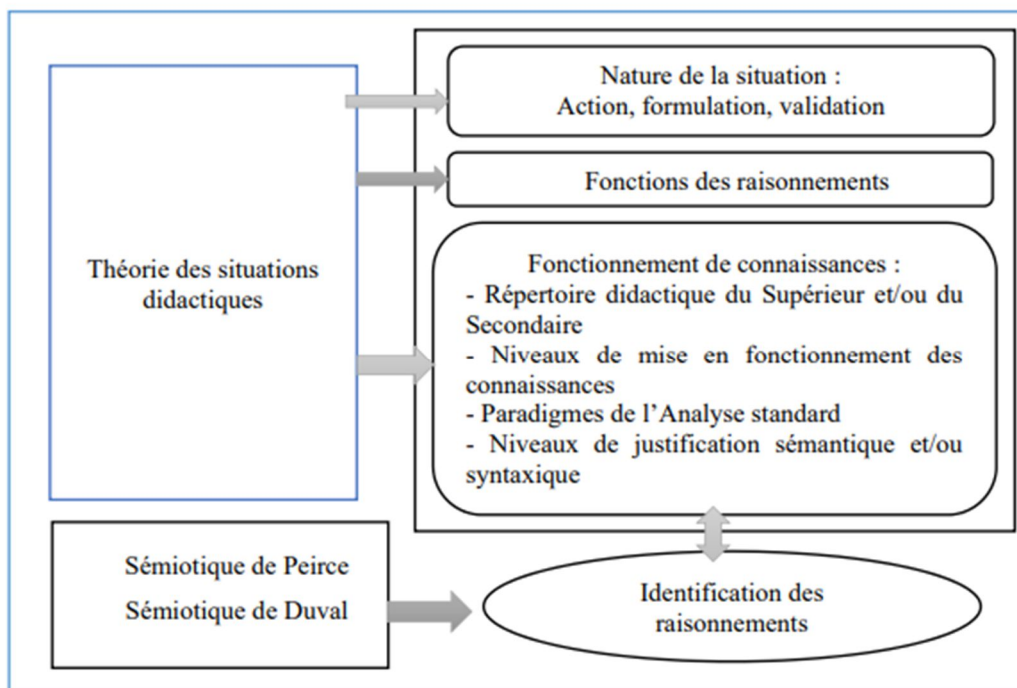 Théorie des situations
didactiques
Nature de la situation :
Action, formulation, validation
Fonctions des raisonnements
Fonctionnement de connaissances :
- Répertoire didactique du Supérieur et/ou du
Secondaire
- Niveaux de mise en fonctionnement des
connaissances
- Paradigmes de l’Analyse standard
- Niveaux de justification sémantique et/ou
syntaxique
Sémiotique de Peirce
Sémiotique de Duval
Identification des
raisonnements